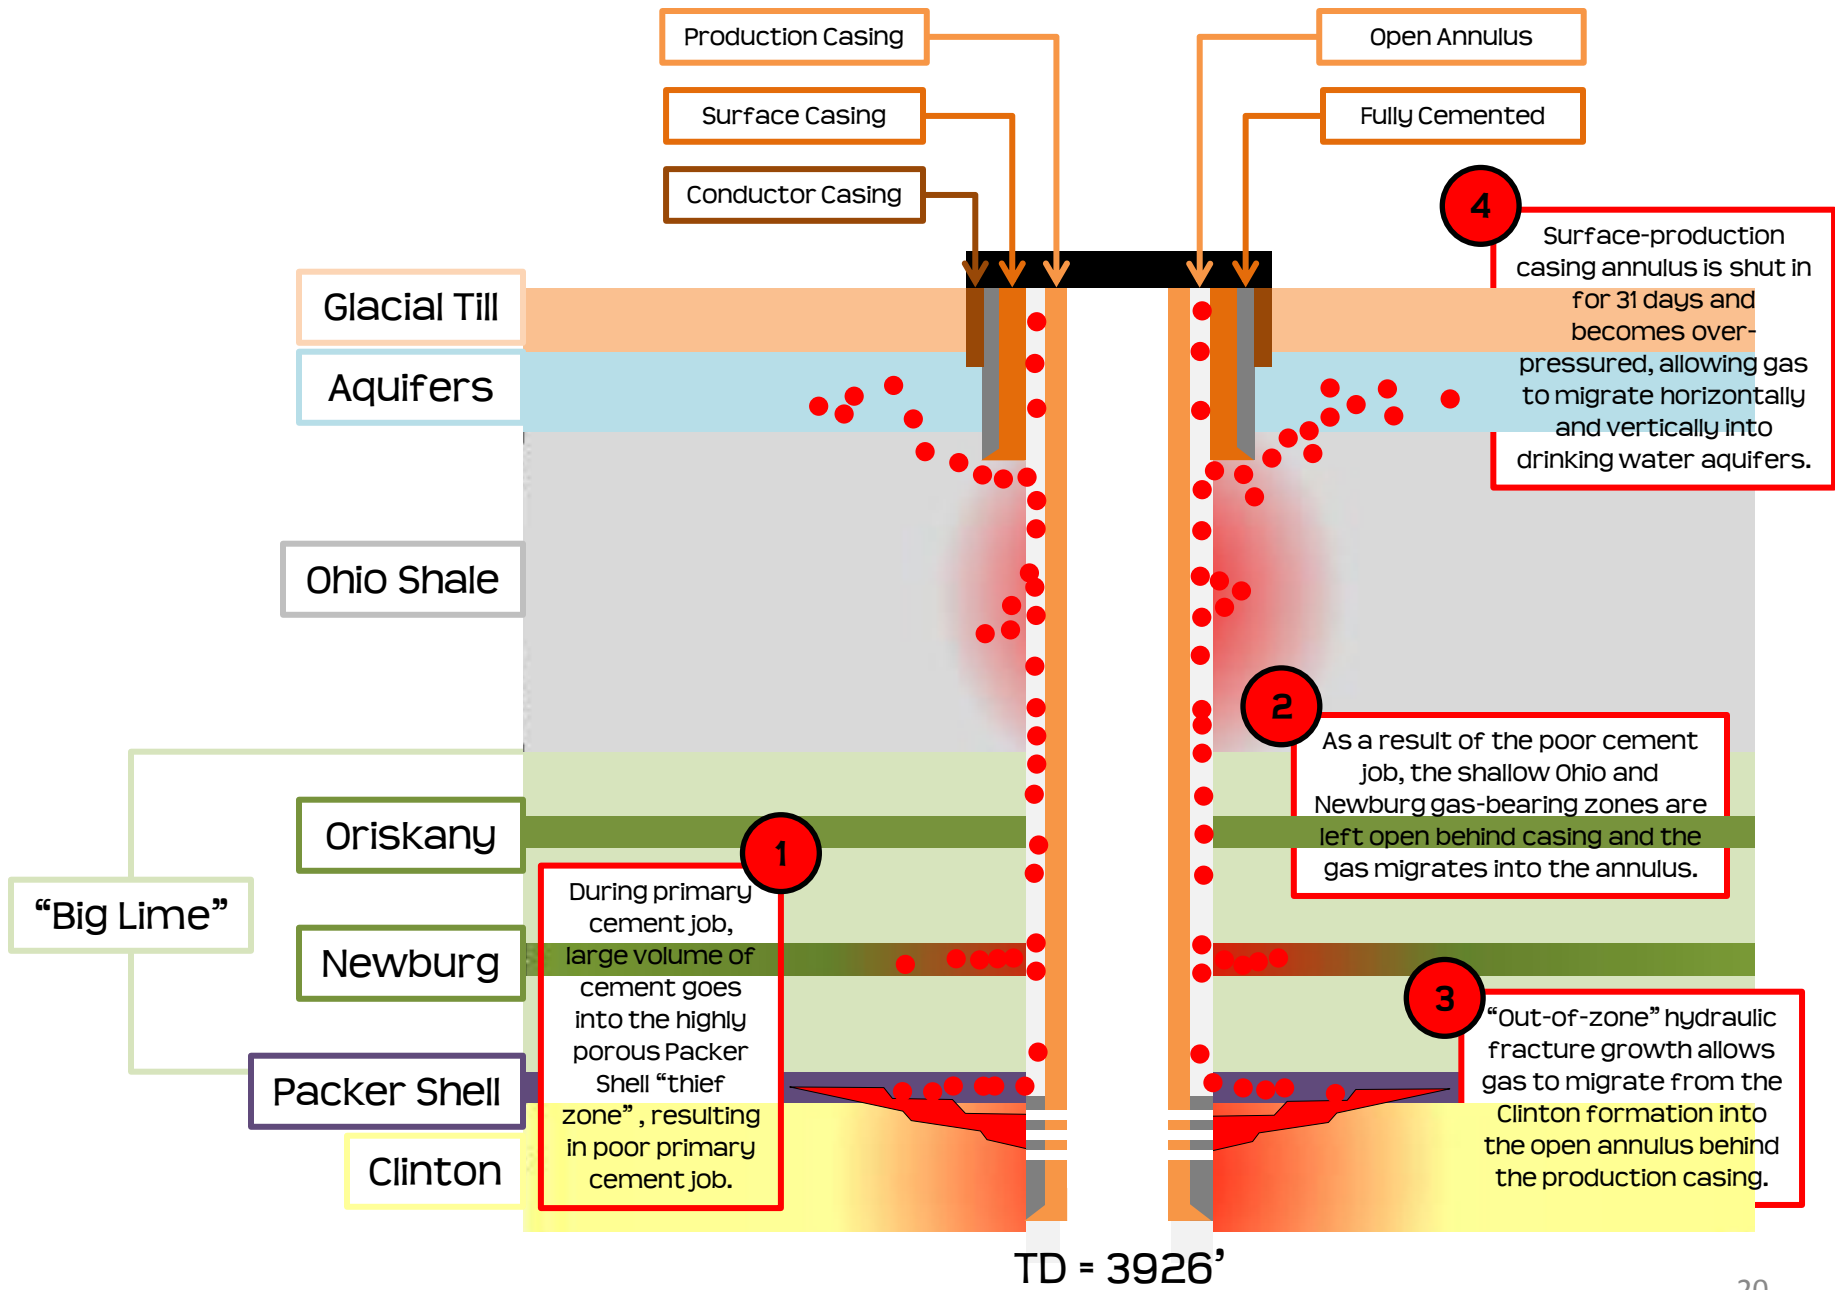 Production Casing
Open Annulus
Surface Casing
Fully Cemented
Conductor Casing
4
Surface-production
casing annulus is shut in
for 31 days and
becomes over-
pressured, allowing gas
to migrate horizontally
and vertically into
drinking water aquifers.
Glacial Till
Aquifers
Ohio Shale
2
As a result of the poor cement
job, the shallow Ohio and
Newburg gas-bearing zones are
left open behind casing and the
gas migrates into the annulus.
Oriskany
"Big Lime"
Newburg
1
During primary
cement job,
large volume of
cement goes
into the highly
porous Packer
Shell "thief
zone" , resulting
in poor primary
cement job.
3
"Out-of-zone" hydraulic
fracture growth allows
gas to migrate from the
Clinton formation into
the open annulus behind
the production casing.
Packer Shell
Clinton
TD = 3926'
20